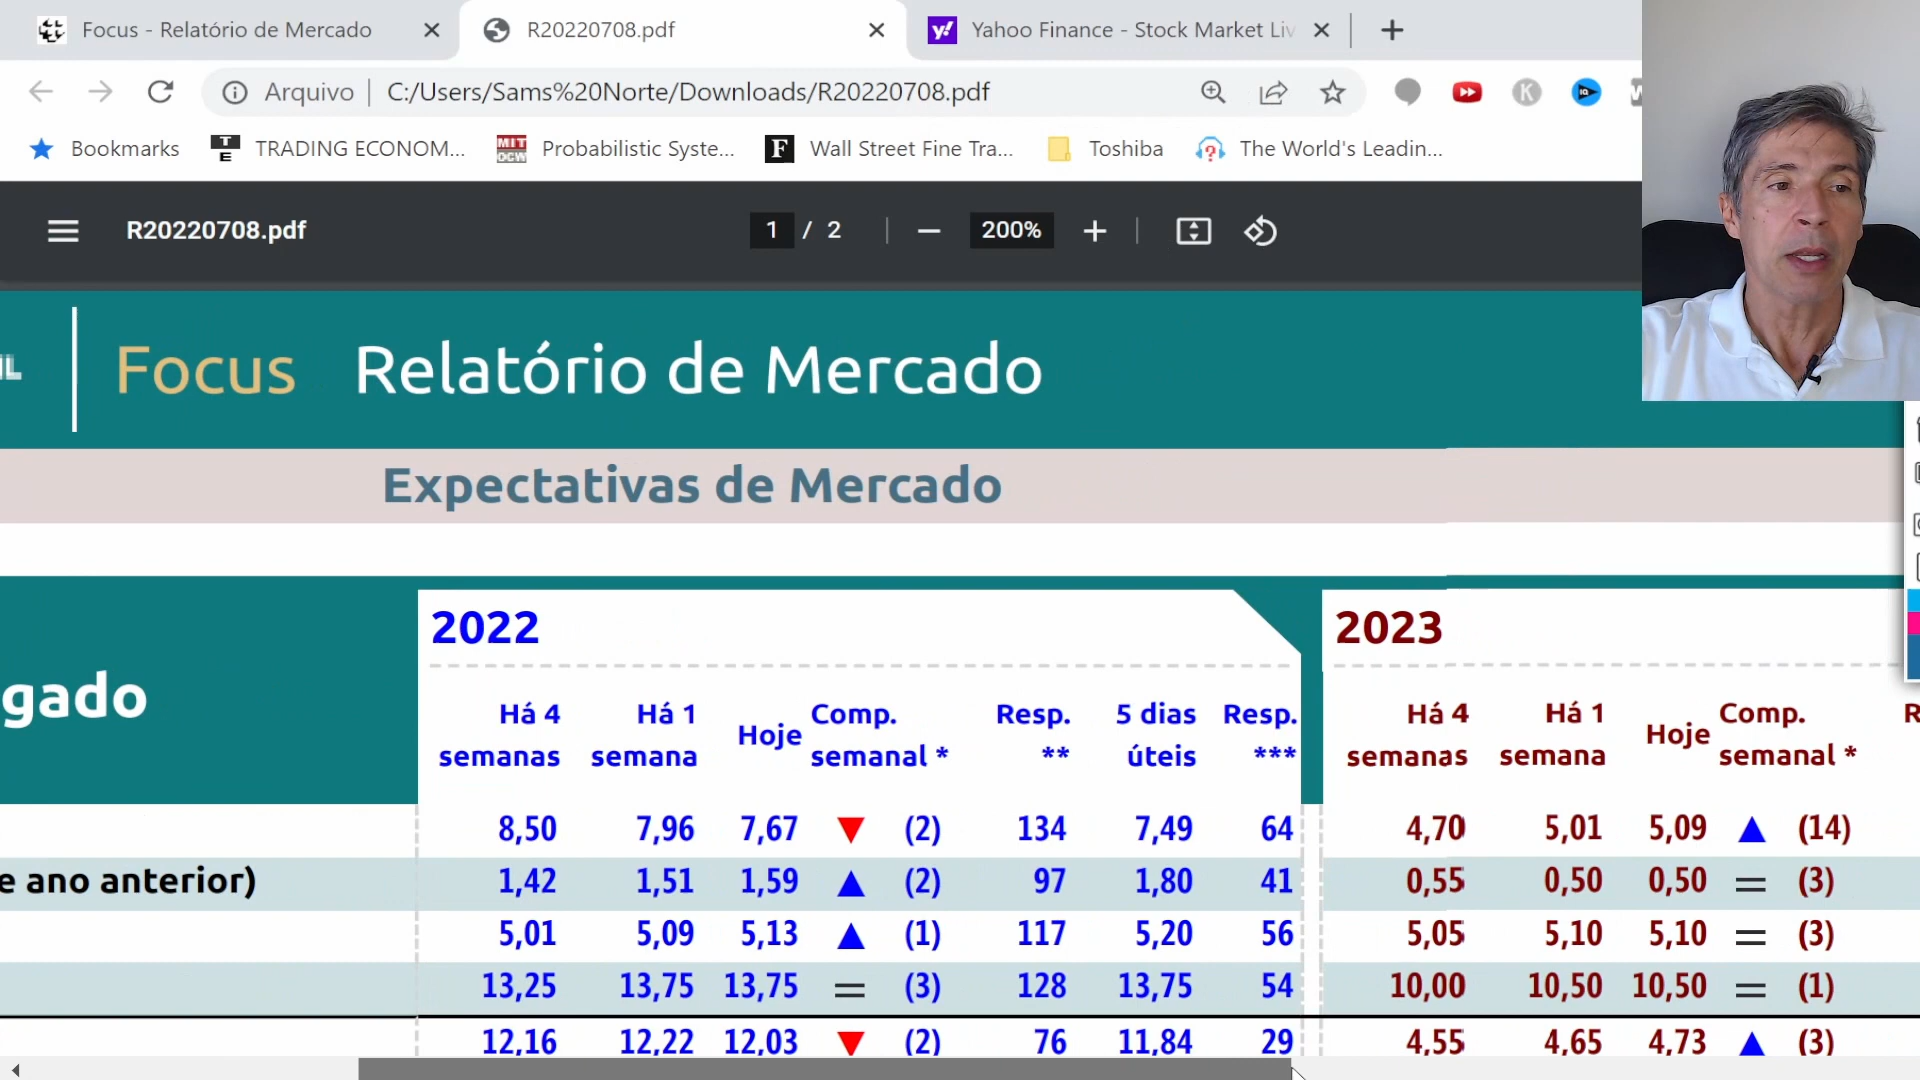 Focus - Relatório de Mercado
R20220708.pdf
Yahoo Finance - Stock Market Liv
Arquivo
C:/Users/Sams%20Norte/Downloads/R20220708.pdf
K
Bookmarks
TE
TRADING ECONOM...
MIT OCW
Probabilistic Syste...
F
Wall Street Fine Tra...
Toshiba
The World's Leadin...
R20220708.pdf
1 / 2
200%
IL
Focus Relatório de Mercado
Expectativas de Mercado
gado
2022
2023
Há 4 semanas Há 1 semana Hoje Comp. semanal * Resp. ** 5 dias úteis Resp. ***
Há 4 semanas Há 1 semana Hoje Comp. semanal * R
8,50 7,96 7,67 ▼ (2) 134 7,49 64 4,70 5,01 5,09 ▲ (14)
e ano anterior) 1,42 1,51 1,59 ▲ (2) 97 1,80 41 0,55 0,50 0,50 = (3)
5,01 5,09 5,13 ▲ (1) 117 5,20 56 5,05 5,10 5,10 = (3)
13,25 13,75 13,75 = (3) 128 13,75 54 10,00 10,50 10,50 = (1)
12,16 12,22 12,03 ▼ (2) 76 11,84 29 4,55 4,65 4,73 ▲ (3)